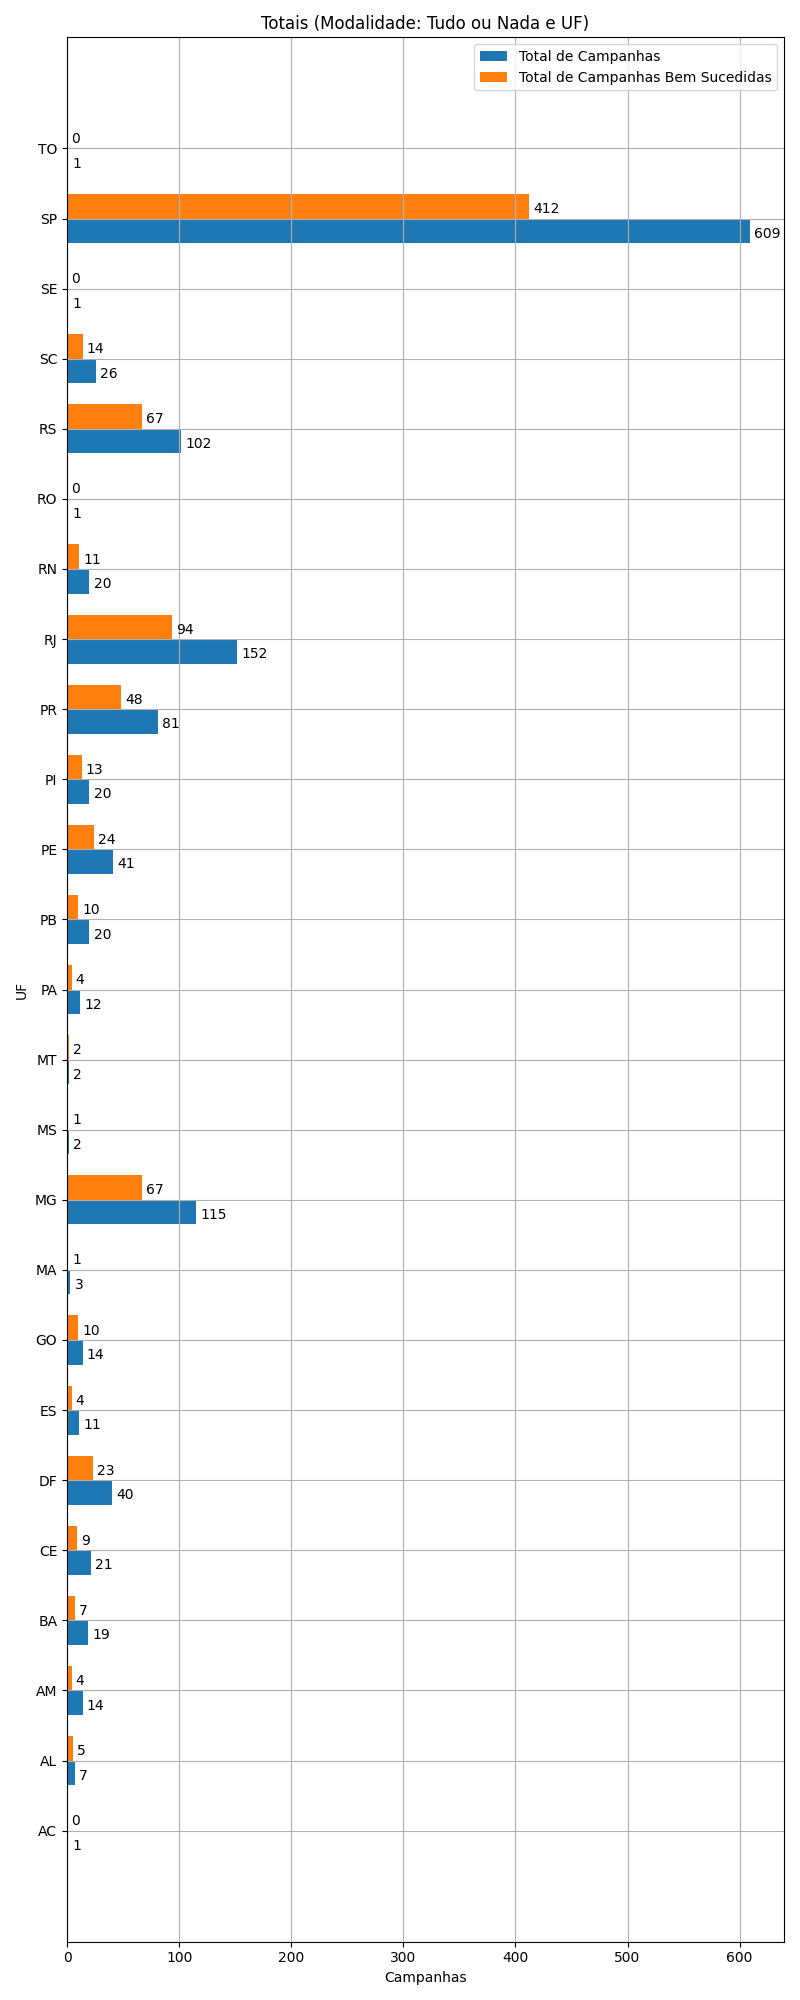 Totais (Modalidade: Tudo ou Nada e UF)
Total de Campanhas
Total de Campanhas Bem Sucedidas
TO
0
1
SP
412
609
SE
0
1
SC
14
26
RS
67
102
RO
0
1
RN
11
20
RJ
94
152
PR
48
81
PI
13
20
PE
24
41
PB
10
20
PA
4
12
MT
2
2
MS
1
2
MG
67
115
MA
1
3
GO
10
14
ES
4
11
DF
23
40
CE
9
21
BA
7
19
AM
4
14
AL
5
7
AC
0
1
UF
0 100 200 300 400 500 600
Campanhas